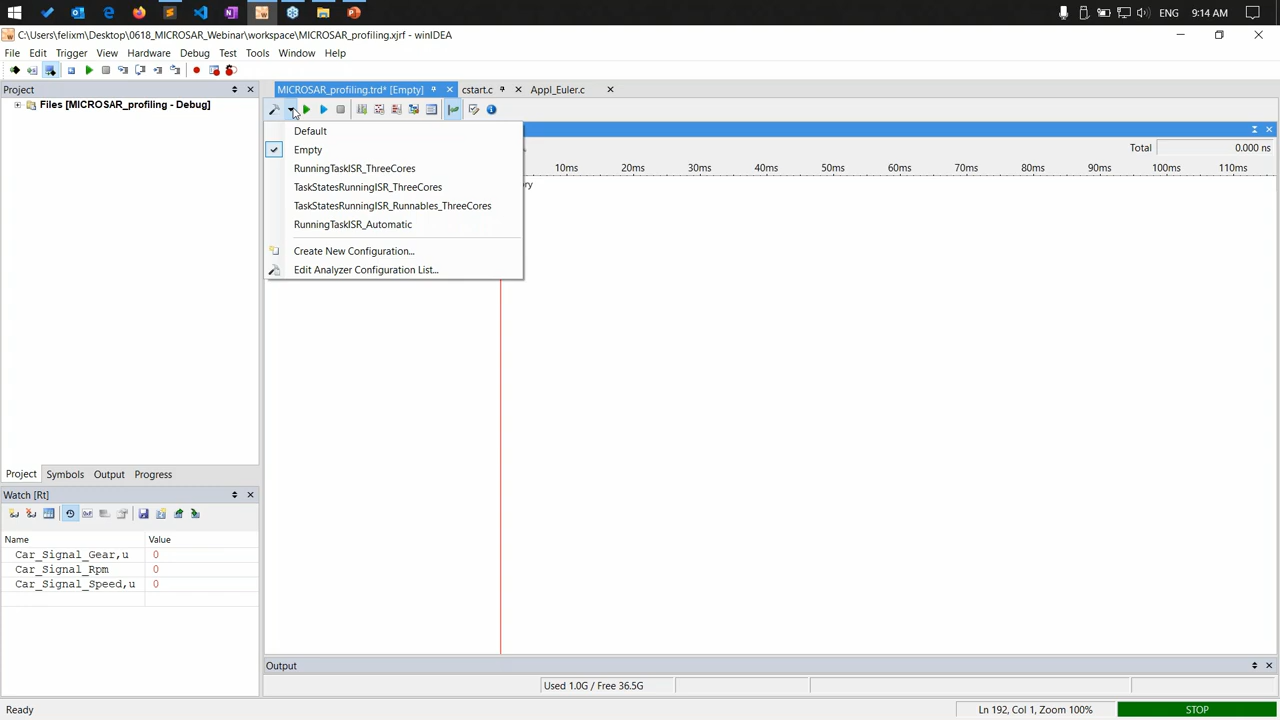 ENG 9:14 AM
C:\Users\felixm\Desktop\0618_MICROSAR_Webinar\workspace\MICROSAR_profiling.xjrf - winIDEA
File Edit Trigger View Hardware Debug Test Tools Window Help
Project
MICROSAR_profiling.trd* [Empty] cstart.c Appl_Euler.c
Files [MICROSAR_profiling - Debug]
Default
Empty
RunningTaskISR_ThreeCores
TaskStatesRunningISR_ThreeCores
TaskStatesRunningISR_Runnables_ThreeCores
RunningTaskISR_Automatic
Create New Configuration...
Edit Analyzer Configuration List...
Total 0.000 ns
10ms 20ms 30ms 40ms 50ms 60ms 70ms 80ms 90ms 100ms 110ms
ry
Project Symbols Output Progress
Watch [Rt]
Name Value
Car_Signal_Gear,u 0
Car_Signal_Rpm 0
Car_Signal_Speed,u 0
Output
Used 1.0G / Free 36.5G
Ready
Ln 192, Col 1, Zoom 100% STOP